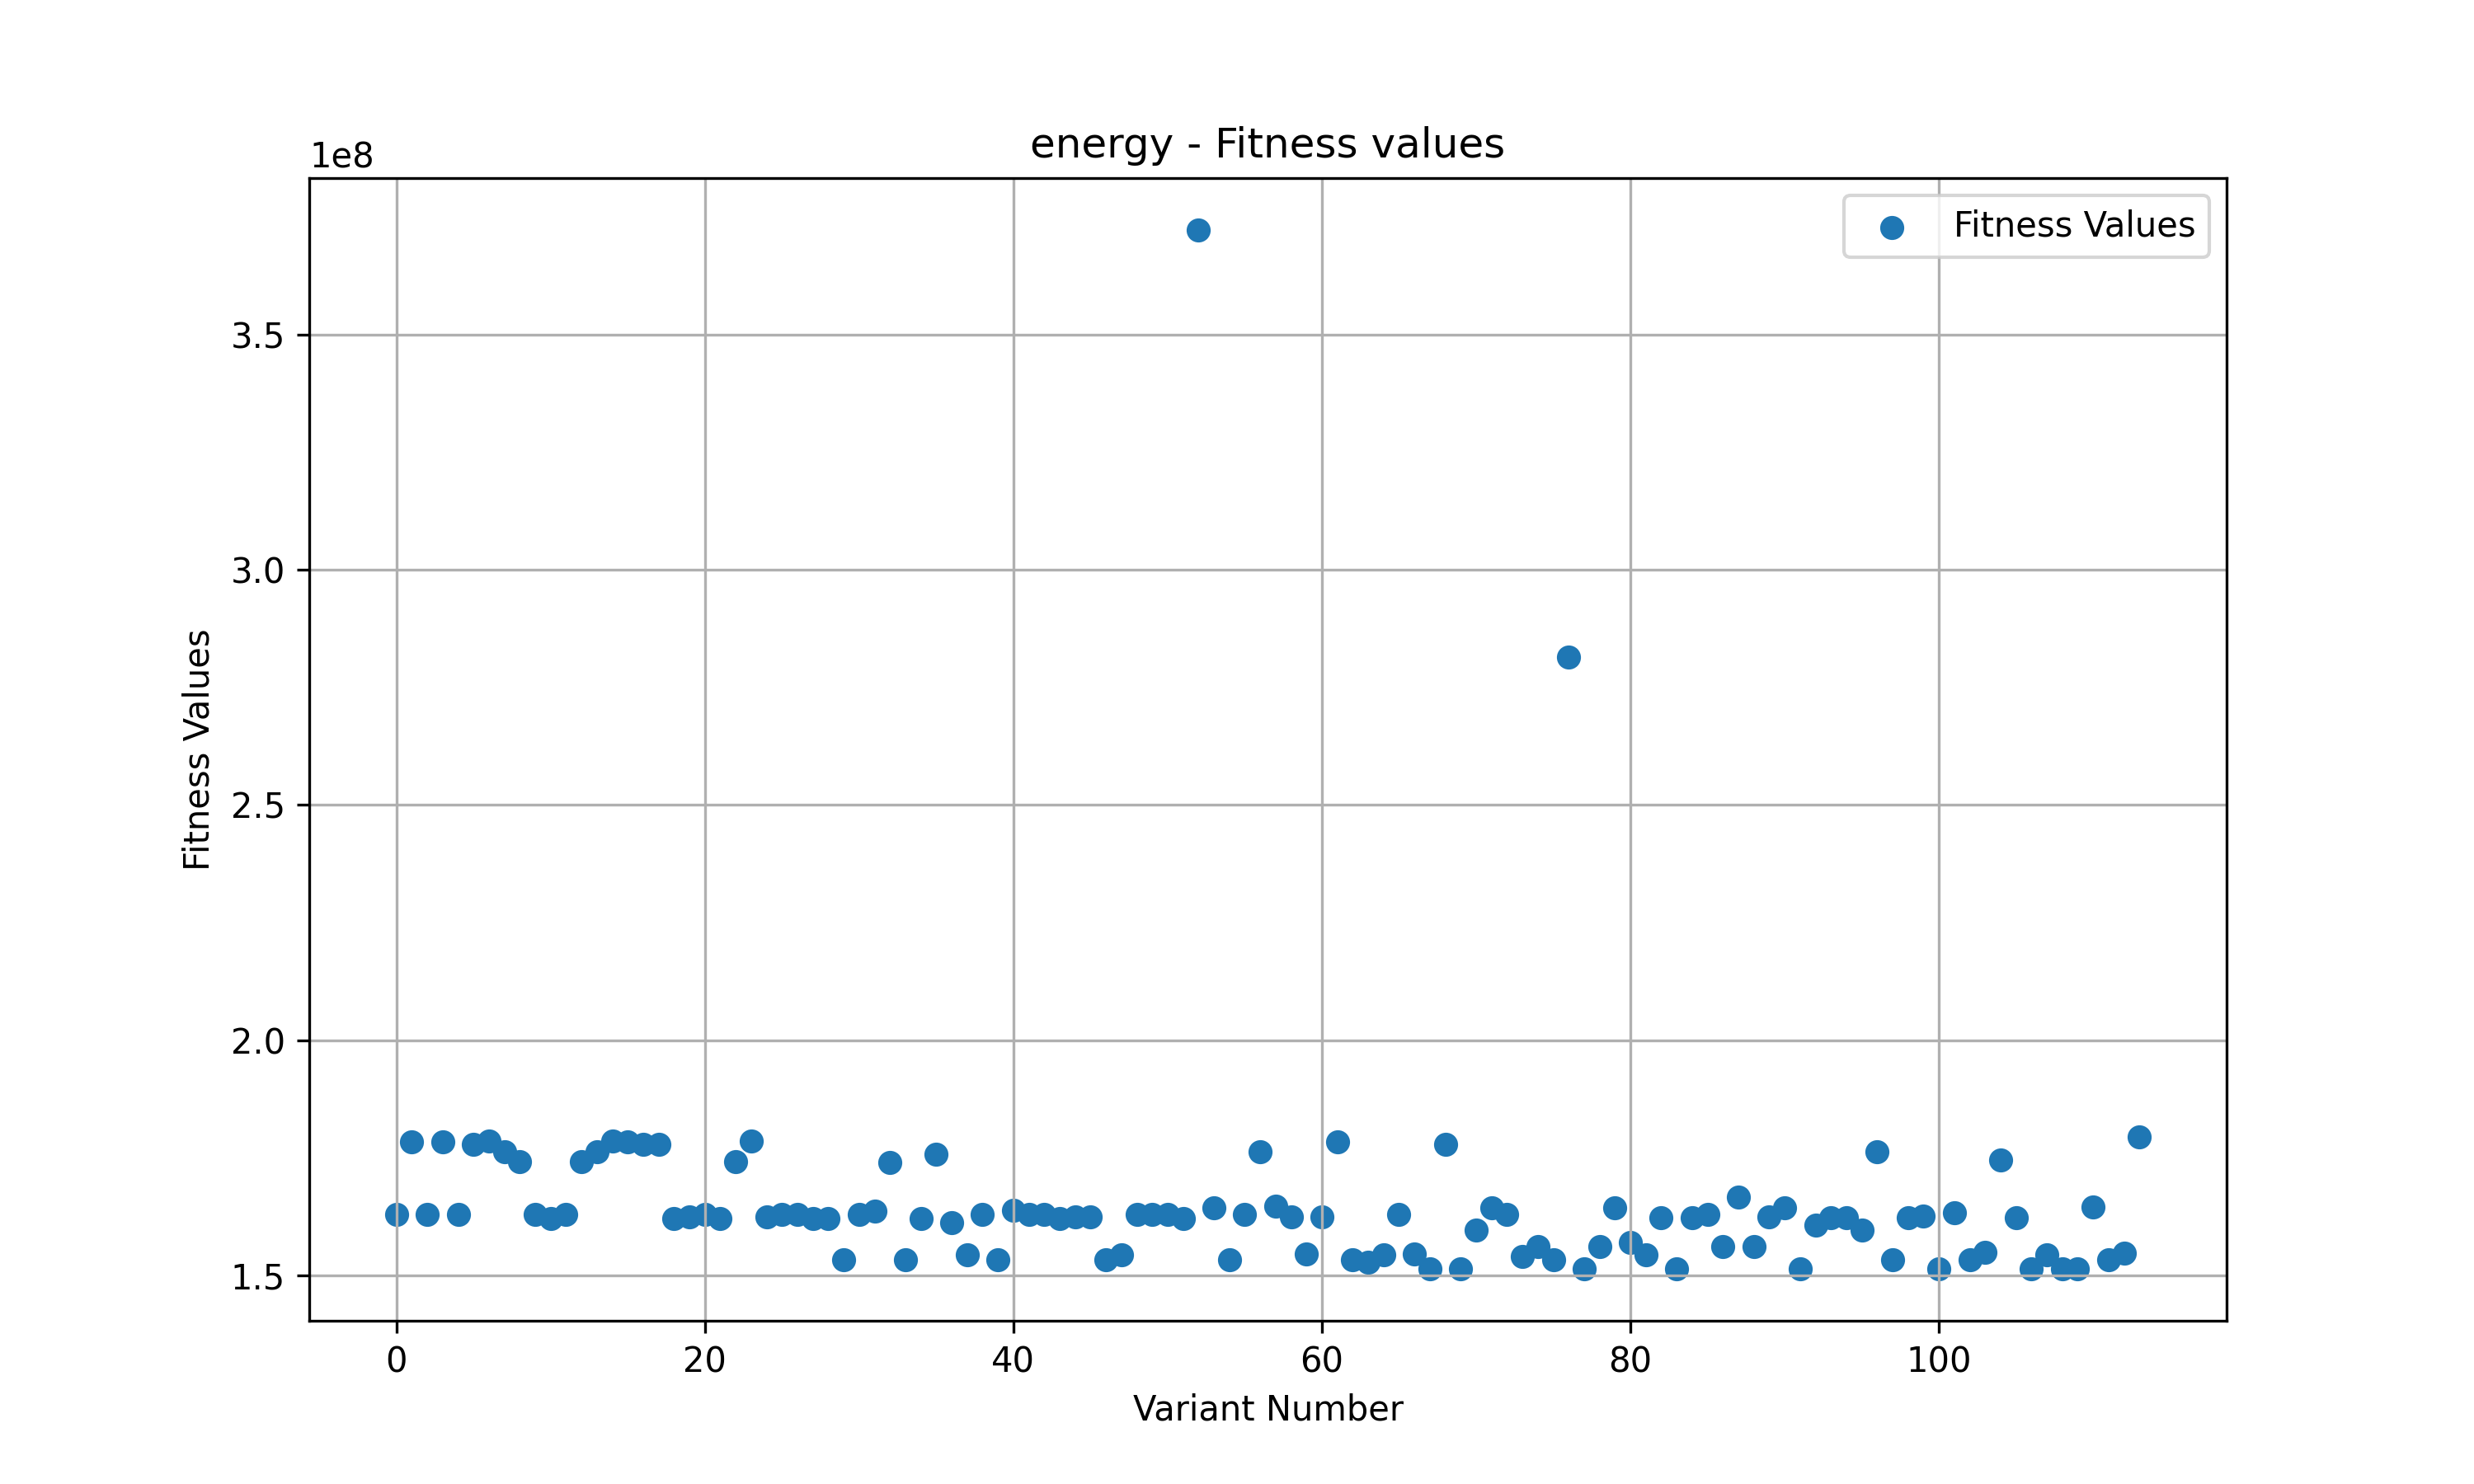 energy - Fitness values
1e8
Fitness Values
3.5
3.0
2.5
2.0
1.5
Fitness Values
0 20 40 60 80 100
Variant Number